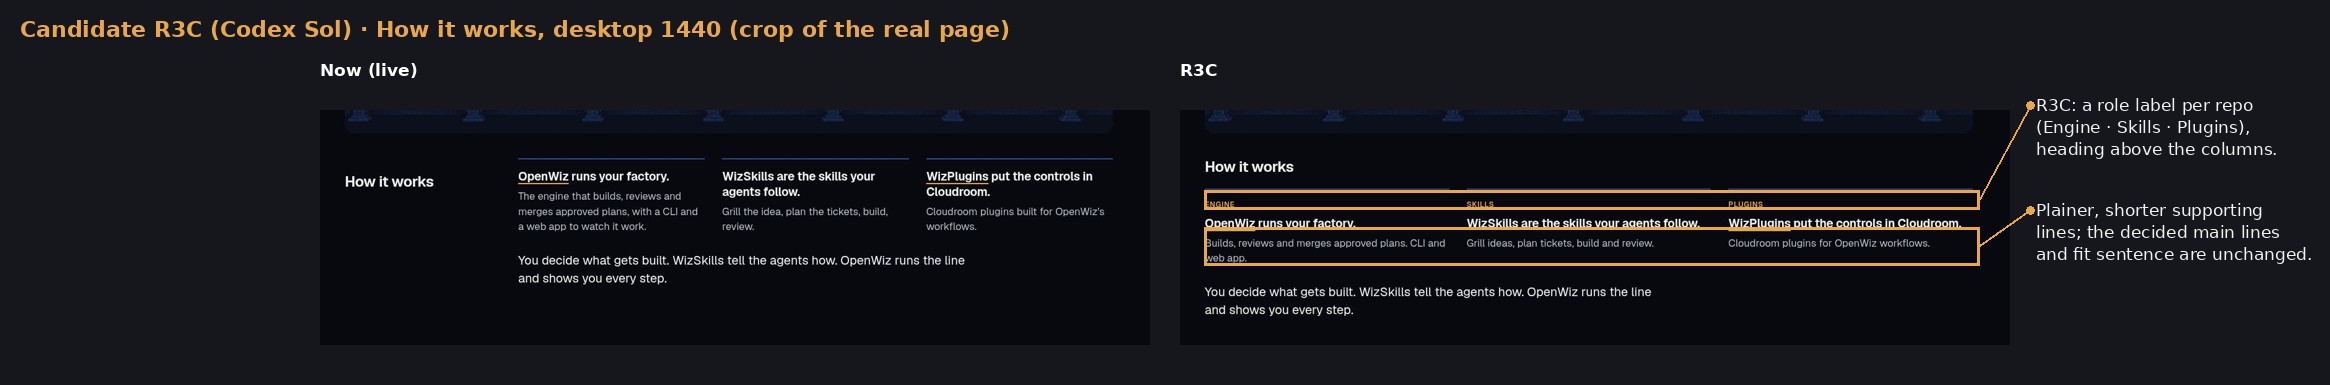 Candidate R3C (Codex Sol) · How it works, desktop 1440 (crop of the real page)
Now (live)
How it works
OpenWiz runs your factory.
The engine that builds, reviews and
merges approved plans, with a CLI and
a web app to watch it work.
WizSkills are the skills your
agents follow.
Grill the idea, plan the tickets, build,
review.
WizPlugins put the controls in
Cloudroom.
Cloudroom plugins built for OpenWiz's
workflows.
You decide what gets built. WizSkills tell the agents how. OpenWiz runs the line
and shows you every step.
R3C
How it works
ENGINE
OpenWiz runs your factory.
Builds, reviews and merges approved plans. CLI and
web app.
SKILLS
WizSkills are the skills your agents follow.
Grill ideas, plan tickets, build and review.
PLUGINS
WizPlugins put the controls in Cloudroom.
Cloudroom plugins for OpenWiz workflows.
You decide what gets built. WizSkills tell the agents how. OpenWiz runs the line
and shows you every step.
R3C: a role label per repo
(Engine · Skills · Plugins),
heading above the columns.
Plainer, shorter supporting
lines; the decided main lines
and fit sentence are unchanged.